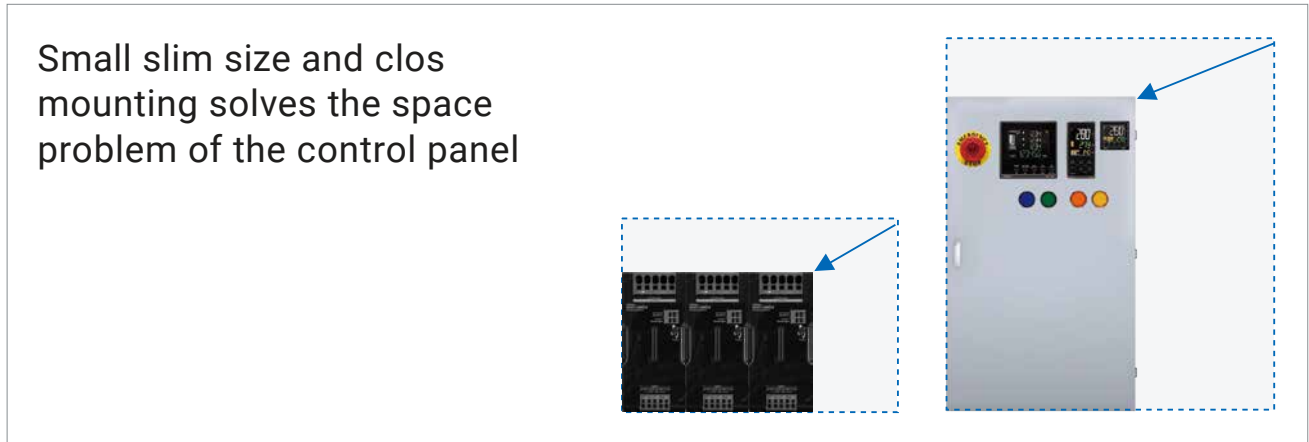 Small slim size and clos
mounting solves the space
problem of the control panel